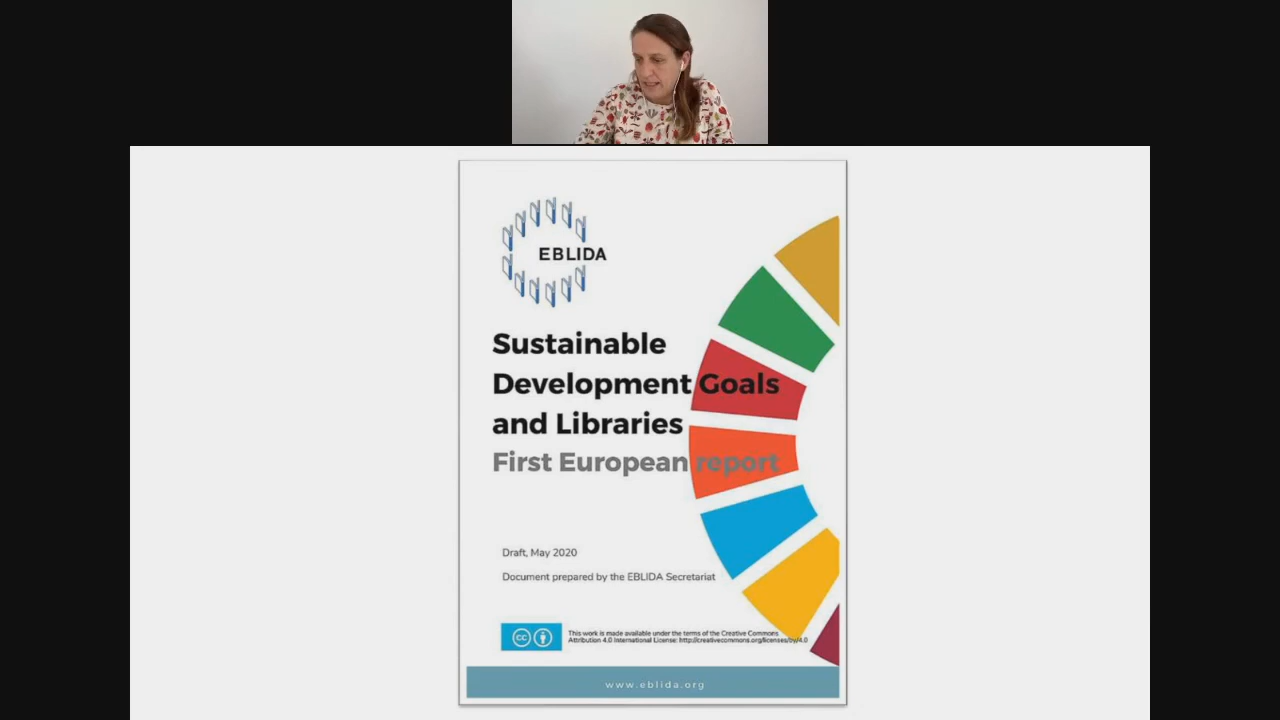 EBLIDA
Sustainable
Development Goals
and Libraries
First European report
Draft, May 2020
Document prepared by the EBLIDA Secretariat
cc
This work is made available under the terms of the Creative Commons
Attribution 4.0 International License: http://creativecommons.org/licenses/by/4.0
www.eblida.org